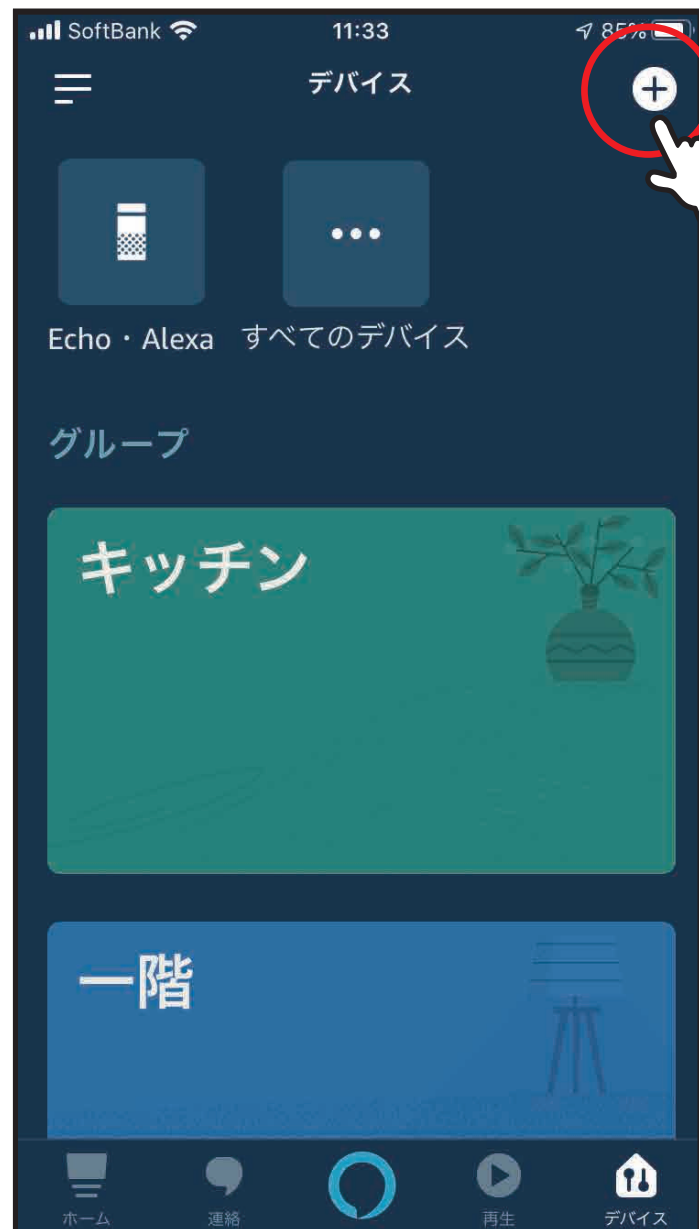 SoftBank 11:33 85%
デバイス
Echo・Alexa すべてのデバイス
グループ
キッチン
一階
ホーム 連絡 再生 デバイス